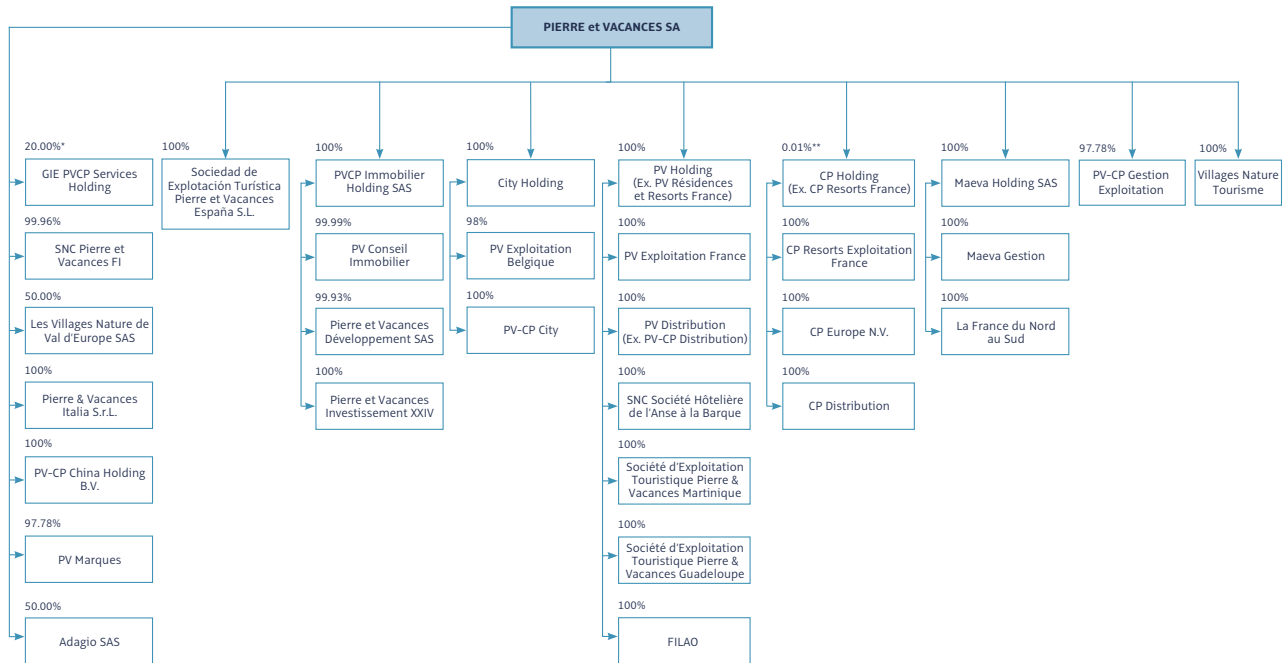 PIERRE et VACANCES SA
20.00%*
GIE PVCP Services
Holding
99.96%
SNC Pierre et
Vacances FI
50.00%
Les Villages Nature de
Val d'Europe SAS
100%
Pierre & Vacances
Italia S.r.L.
100%
PV-CP China Holding
B.V.
97.78%
PV Marques
50.00%
Adagio SAS
100%
Sociedad de
Explotación Turística
Pierre et Vacances
España S.L.
100%
PVCP Immobilier
Holding SAS
99.99%
PV Conseil
Immobilier
99.93%
Pierre et Vacances
Développement SAS
100%
Pierre et Vacances
Investissement XXIV
100%
City Holding
98%
PV Exploitation
Belgique
100%
PV-CP City
100%
PV Holding
(Ex. PV Résidences
et Resorts France)
100%
PV Exploitation France
100%
PV Distribution
(Ex. PV-CP Distribution)
100%
SNC Société Hôtelière
de l'Anse à la Barque
100%
Société d'Exploitation
Touristique Pierre &
Vacances Martinique
100%
Société d'Exploitation
Touristique Pierre &
Vacances Guadeloupe
100%
FILAO
0.01%**
CP Holding
(Ex. CP Resorts France)
100%
CP Resorts Exploitation
France
100%
CP Europe N.V.
100%
CP Distribution
100%
Maeva Holding SAS
100%
Maeva Gestion
100%
La France du Nord
au Sud
97.78%
PV-CP Gestion
Exploitation
100%
Villages Nature
Tourisme